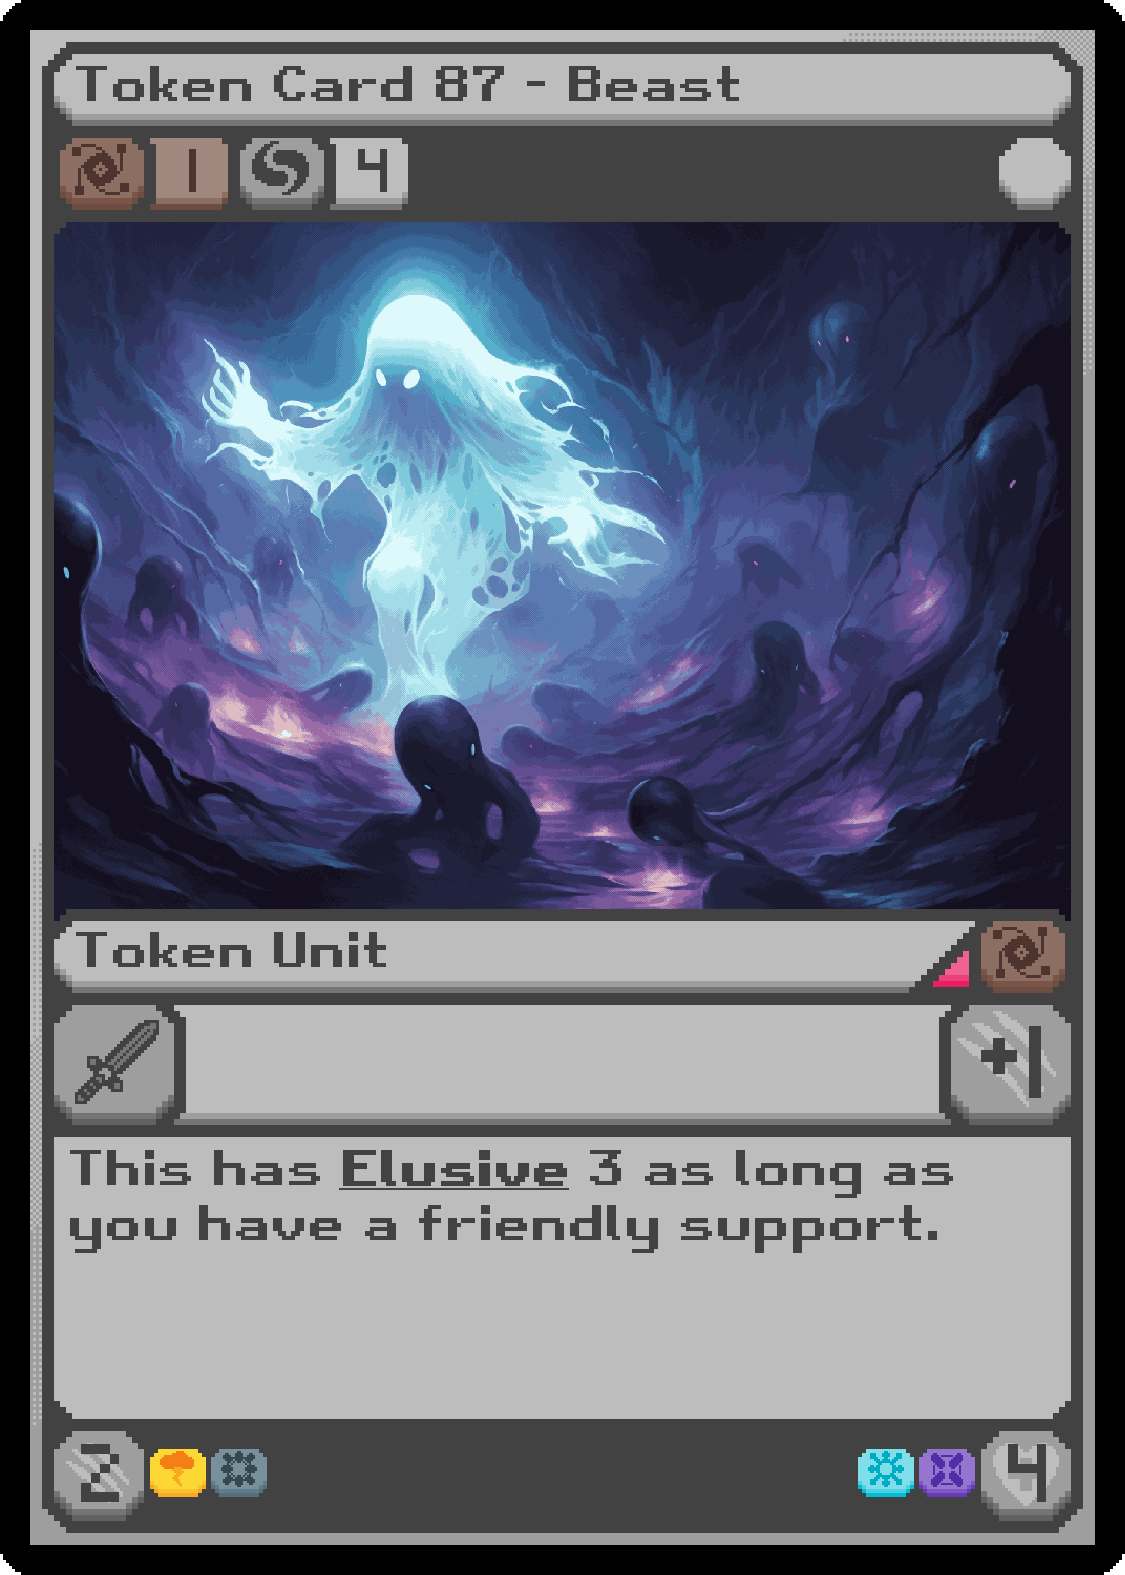 Token Card 87 - Beast
1 4
Token Unit
+1
This has Elusive 3 as long as
you have a friendly support.
2 4